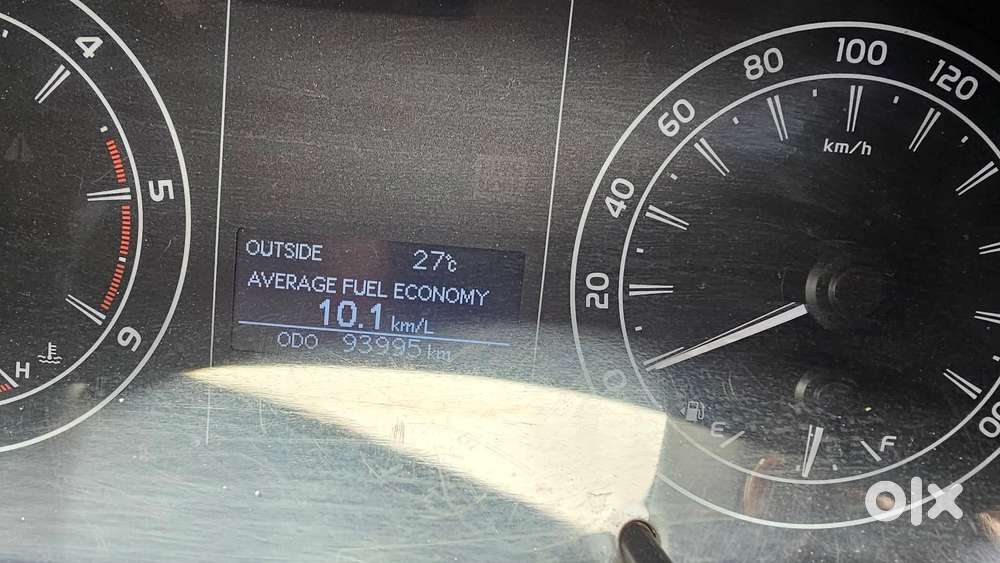 4
5
6
H
OUTSIDE 27°C
AVERAGE FUEL ECONOMY
10.1 km/L
ODO 93995 km
0
20
40
60
80
100
120
km/h
E
F
olx